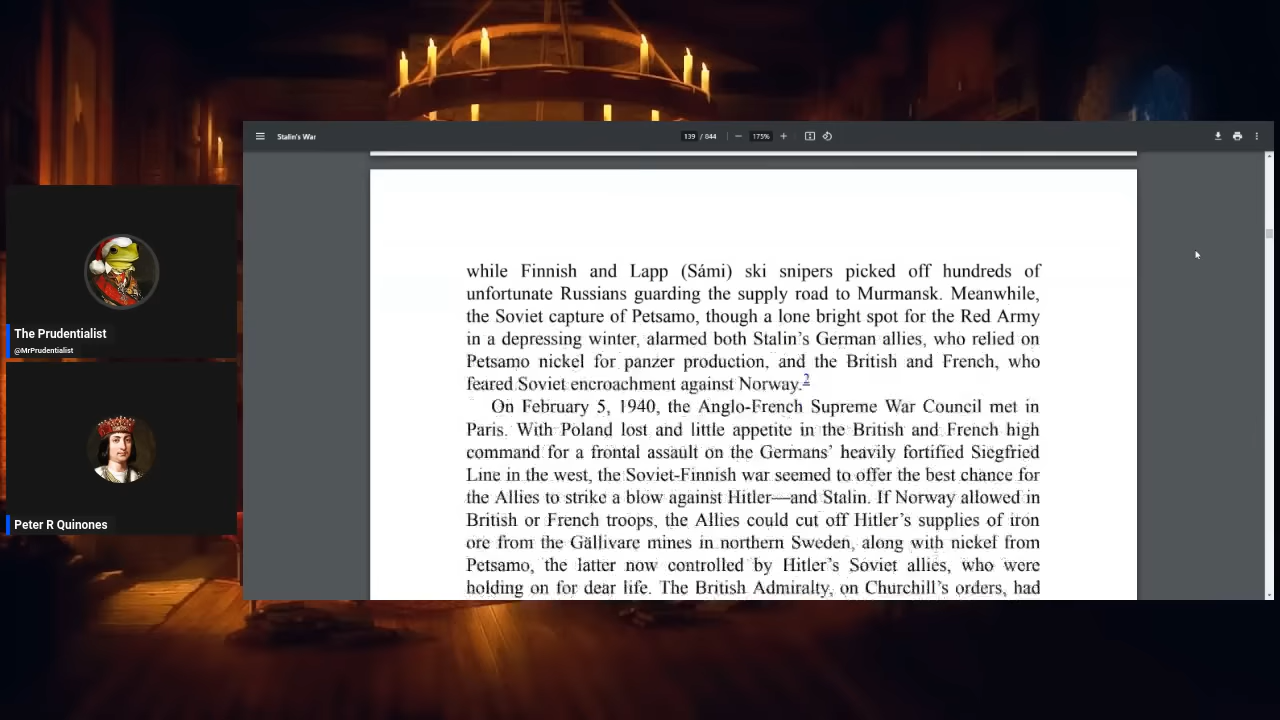 Stalin's War
139 / 844
175%
while Finnish and Lapp (Sámi) ski snipers picked off hundreds of
unfortunate Russians guarding the supply road to Murmansk. Meanwhile,
the Soviet capture of Petsamo, though a lone bright spot for the Red Army
in a depressing winter, alarmed both Stalin's German allies, who relied on
Petsamo nickel for panzer production, and the British and French, who
feared Soviet encroachment against Norway.2
On February 5, 1940, the Anglo-French Supreme War Council met in
Paris. With Poland lost and little appetite in the British and French high
command for a frontal assault on the Germans' heavily fortified Siegfried
Line in the west, the Soviet-Finnish war seemed to offer the best chance for
the Allies to strike a blow against Hitler—and Stalin. If Norway allowed in
British or French troops, the Allies could cut off Hitler's supplies of iron
ore from the Gällivare mines in northern Sweden, along with nickel from
Petsamo, the latter now controlled by Hitler's Soviet allies, who were
holding on for dear life. The British Admiralty, on Churchill's orders, had
The Prudentialist
@MrPrudentialist
Peter R Quinones